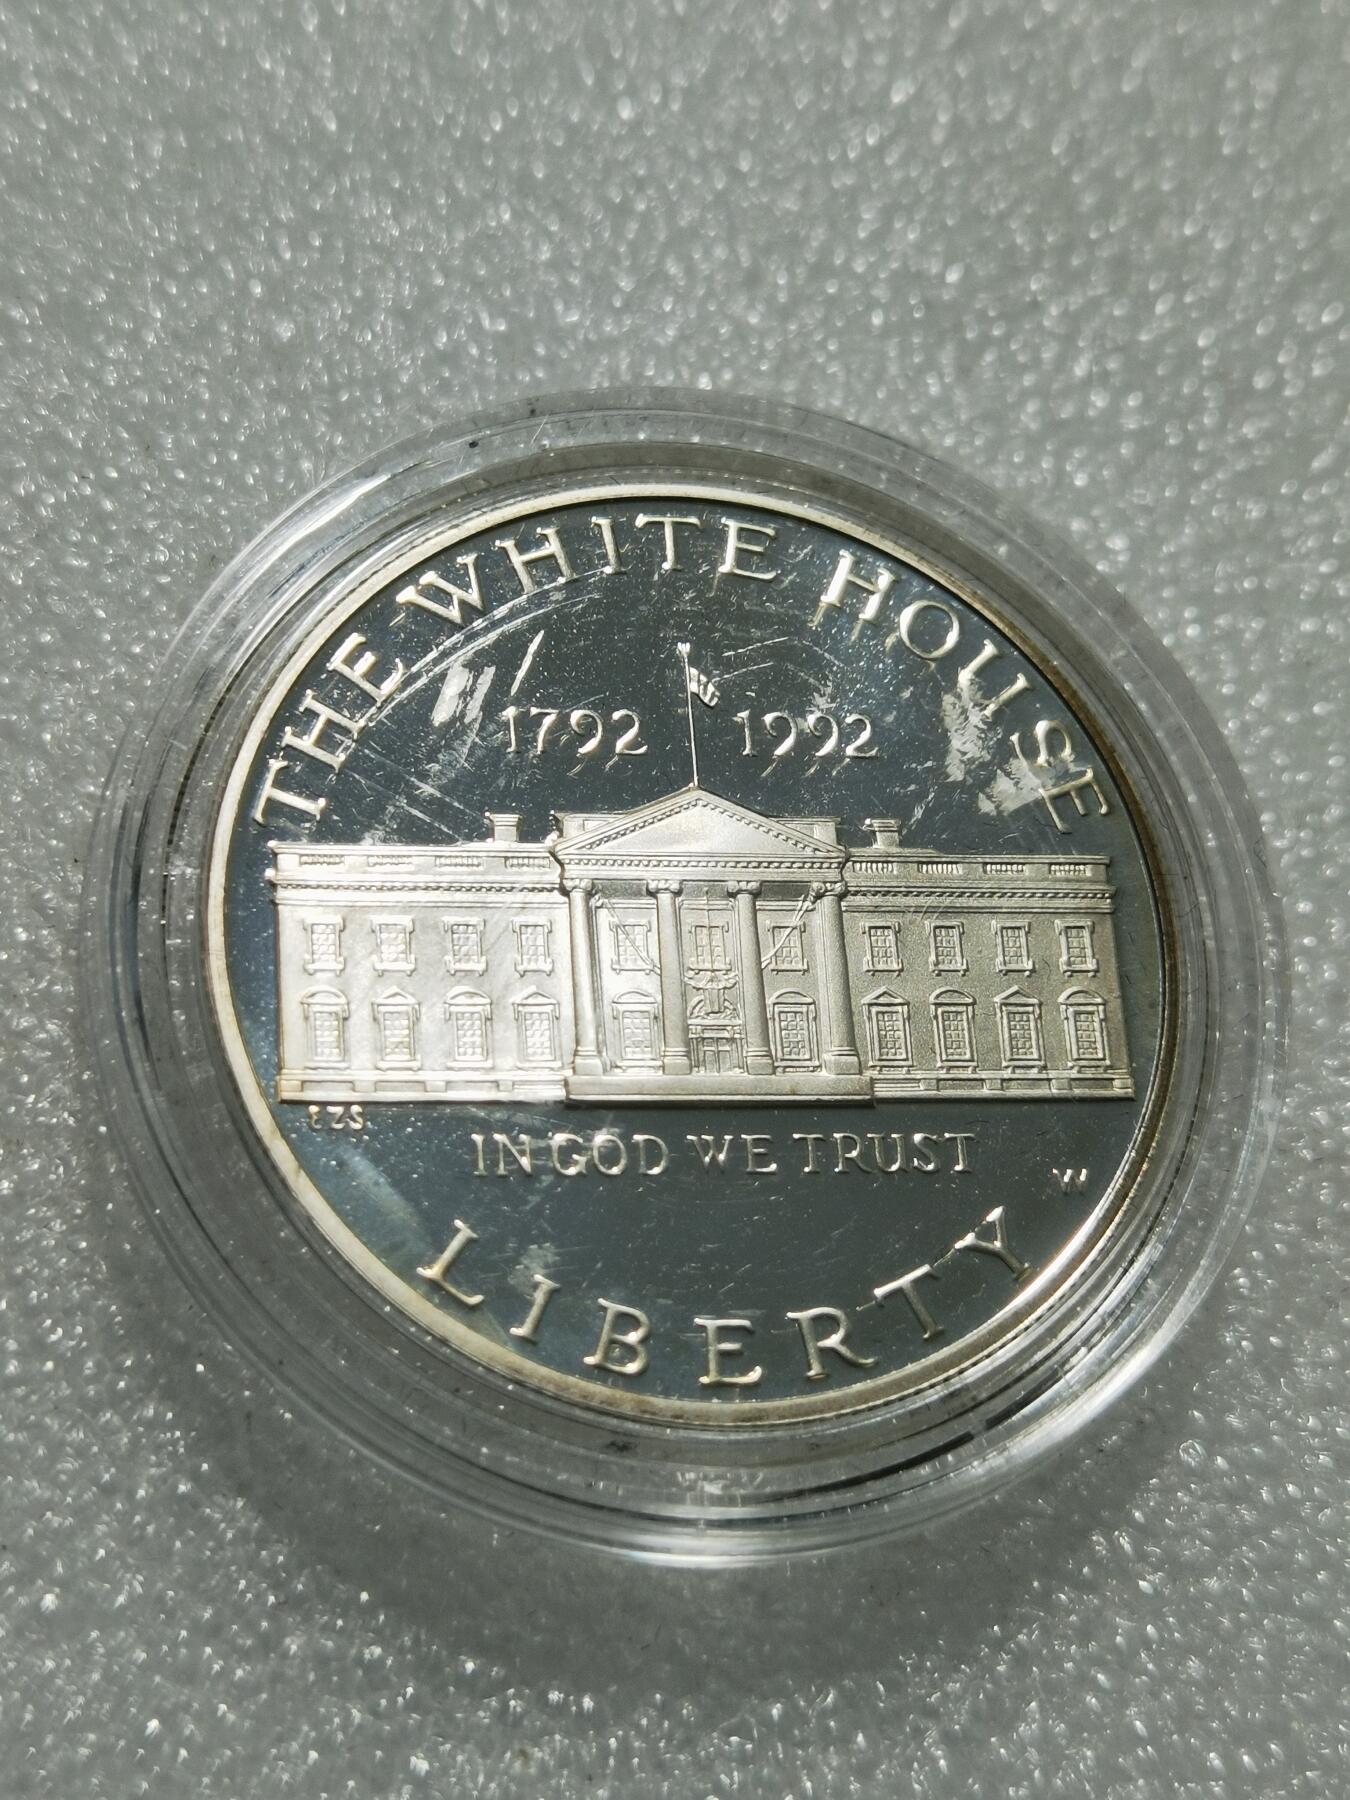 THE WHITE HOUSE
1792 1992
EZS
IN GOD WE TRUST
W
LIBERTY